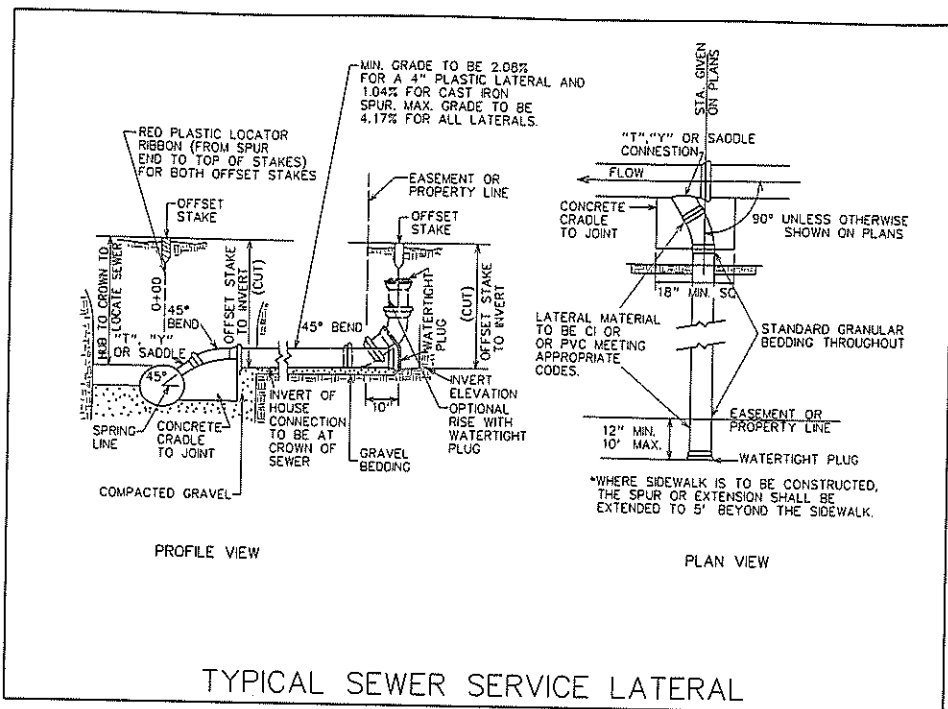 MIN. GRADE TO BE 2.08%
FOR A 4" PLASTIC LATERAL AND
1.04% FOR CAST IRON
SPUR. MAX. GRADE TO BE
4.17% FOR ALL LATERALS.
RED PLASTIC LOCATOR
RIBBON (FROM SPUR
END TO TOP OF STAKES)
FOR BOTH OFFSET STAKES
OFFSET
STAKE
EASEMENT OR
PROPERTY LINE
OFFSET
STAKE
HUB TO CROWN TO
LOCATE SEWER
0+00
OFFSET STAKE
TO INVERT
(CUT)
45° BEND
WATERTIGHT
PLUG
(CUT)
OFFSET STAKE
TO INVERT
45°
BEND
"T", "Y"
OR SADDLE
45°
SPRING
LINE
CONCRETE
CRADLE
TO JOINT
COMPACTED GRAVEL
INVERT OF
HOUSE
CONNECTION
TO BE AT
CROWN OF
SEWER
10"
GRAVEL
BEDDING
INVERT
ELEVATION
OPTIONAL
RISE WITH
WATERTIGHT
PLUG
PROFILE VIEW
STA. GIVEN
ON PLANS
"T","Y" OR SADDLE
CONNESTION
FLOW
CONCRETE
CRADLE
TO JOINT
90° UNLESS OTHERWISE
SHOWN ON PLANS
18" MIN. SQ
LATERAL MATERIAL
TO BE CI OR
OR PVC MEETING
APPROPRIATE
CODES.
STANDARD GRANULAR
BEDDING THROUGHOUT
EASEMENT OR
PROPERTY LINE
12" MIN.
10' MAX.
WATERTIGHT PLUG
*WHERE SIDEWALK IS TO BE CONSTRUCTED,
THE SPUR OR EXTENSION SHALL BE
EXTENDED TO 5' BEYOND THE SIDEWALK.
PLAN VIEW
TYPICAL SEWER SERVICE LATERAL